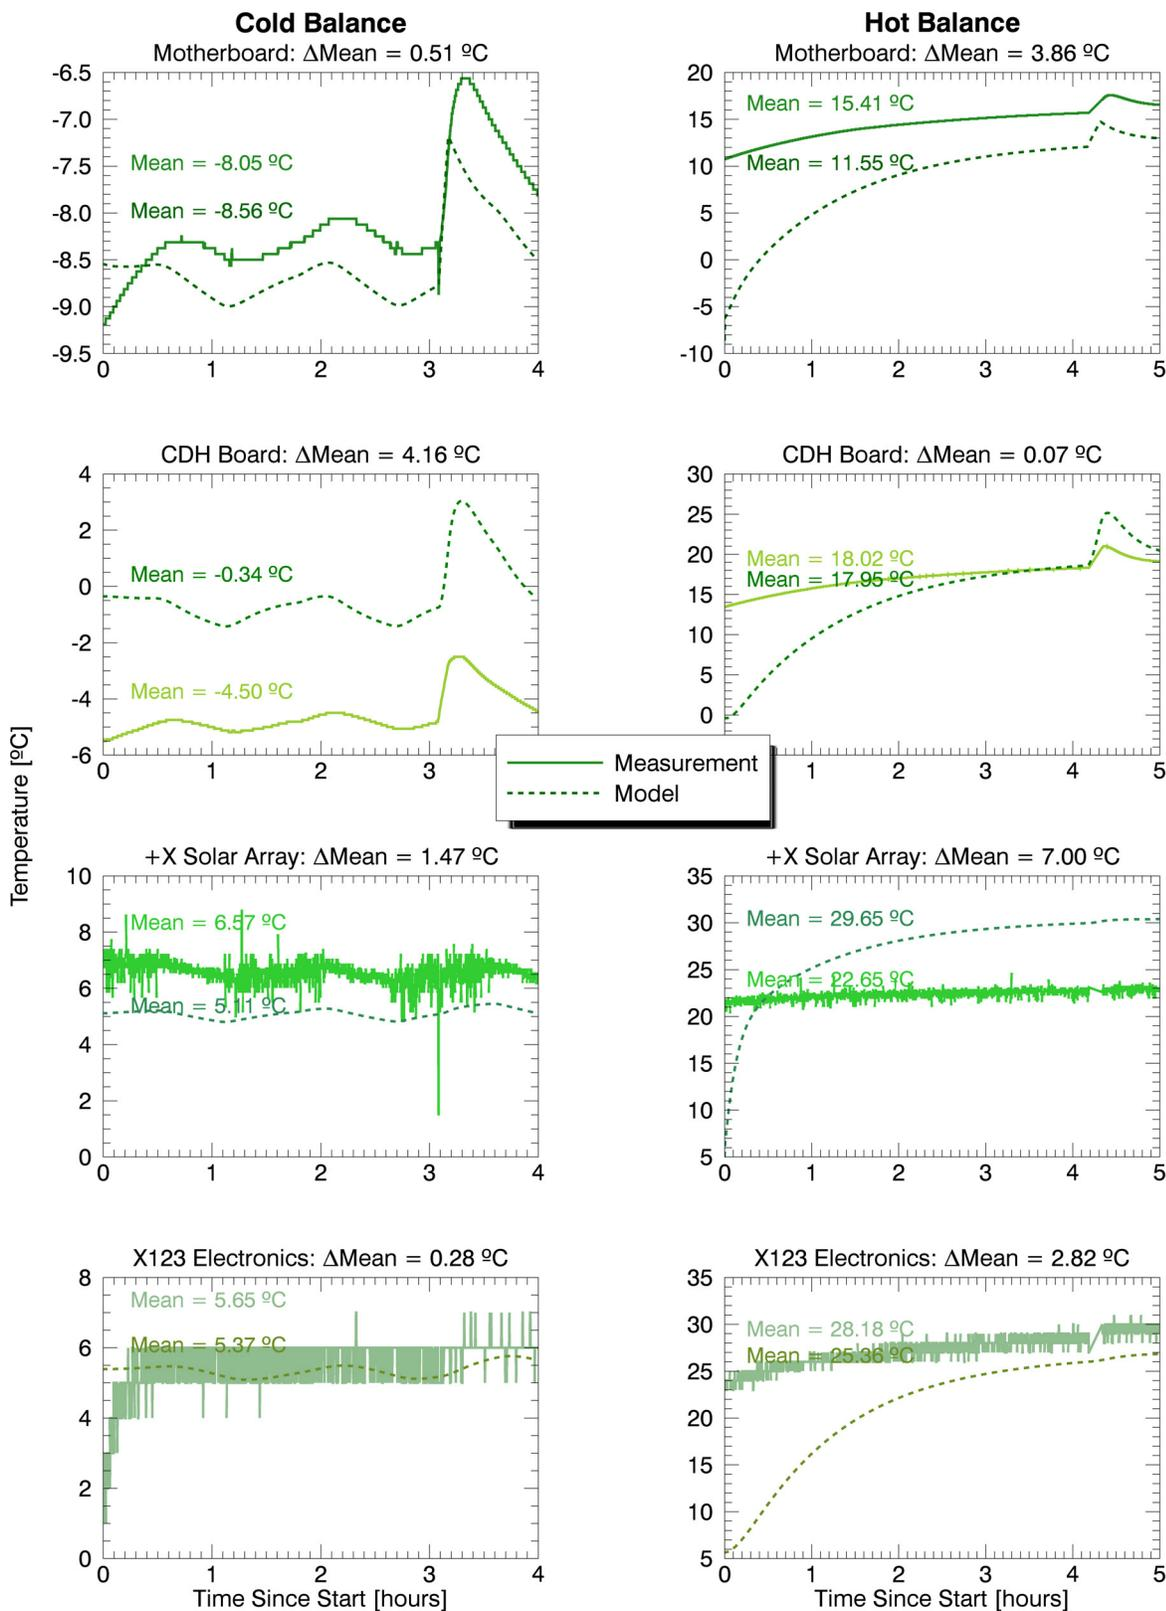 Cold Balance
Motherboard: ΔMean = 0.51 ºC
-6.5
-7.0
-7.5
-8.0
-8.5
-9.0
-9.5
Mean = -8.05 ºC
Mean = -8.56 ºC
0 1 2 3 4
Hot Balance
Motherboard: ΔMean = 3.86 ºC
20
15
10
5
0
-5
-10
Mean = 15.41 ºC
Mean = 11.55 ºC
0 1 2 3 4 5
CDH Board: ΔMean = 4.16 ºC
4
2
0
-2
-4
-6
Mean = -0.34 ºC
Mean = -4.50 ºC
0 1 2 3
CDH Board: ΔMean = 0.07 ºC
30
25
20
15
10
5
0
Mean = 18.02 ºC
Mean = 17.95 ºC
1 2 3 4 5
Measurement
Model
Temperature [ºC]
+X Solar Array: ΔMean = 1.47 ºC
10
8
6
4
2
0
Mean = 6.57 ºC
Mean = 5.11 ºC
0 1 2 3 4
+X Solar Array: ΔMean = 7.00 ºC
35
30
25
20
15
10
5
Mean = 29.65 ºC
Mean = 22.65 ºC
0 1 2 3 4 5
X123 Electronics: ΔMean = 0.28 ºC
8
6
4
2
0
Mean = 5.65 ºC
Mean = 5.37 ºC
0 1 2 3 4
Time Since Start [hours]
X123 Electronics: ΔMean = 2.82 ºC
35
30
25
20
15
10
5
Mean = 28.18 ºC
Mean = 25.36 ºC
0 1 2 3 4 5
Time Since Start [hours]